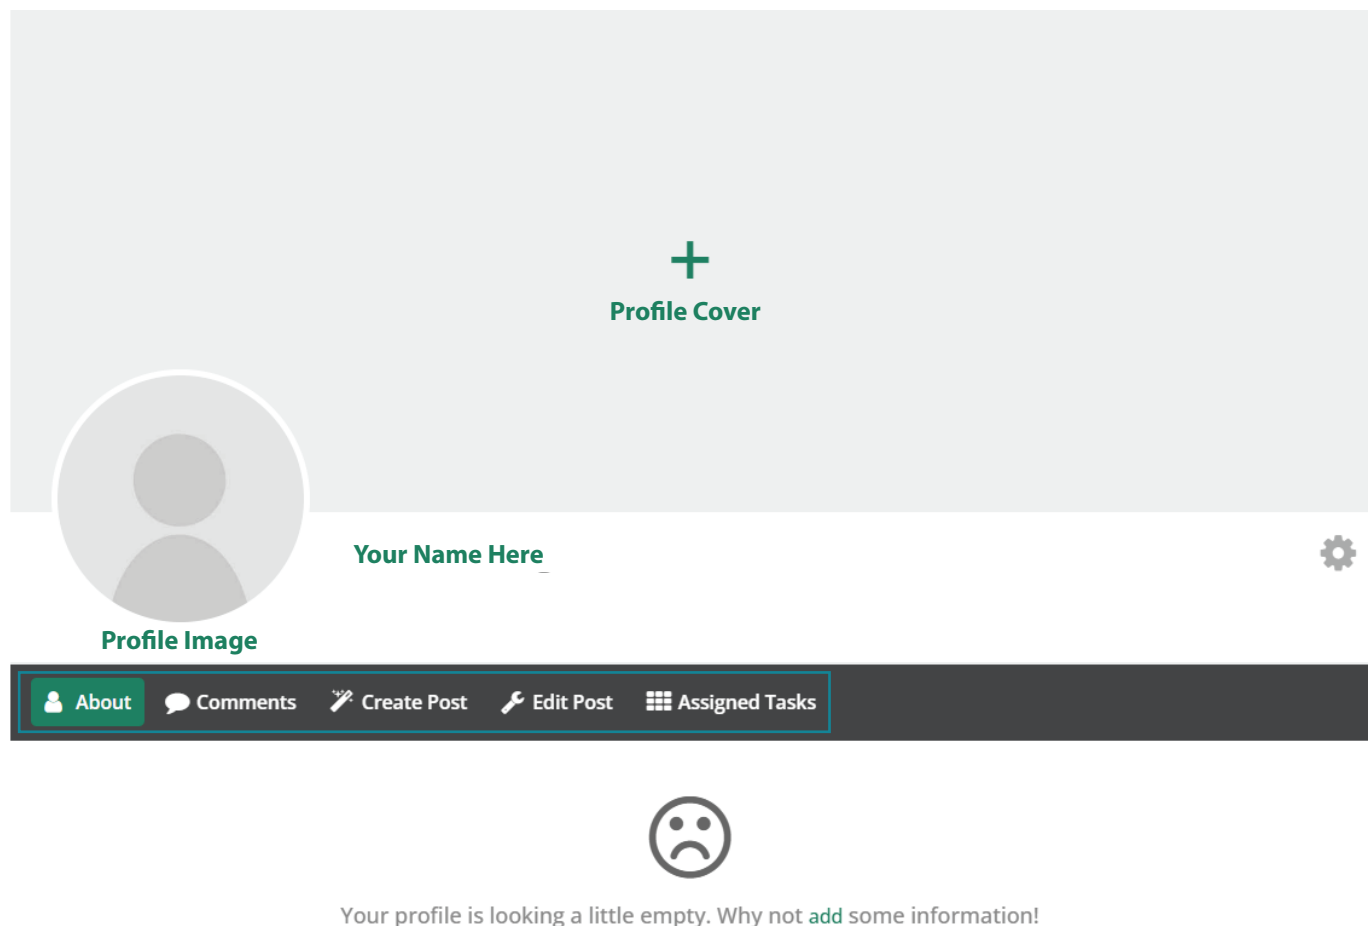 Profile Cover
Your Name Here
Profile Image
About Comments Create Post Edit Post Assigned Tasks
Your profile is looking a little empty. Why not add some information!